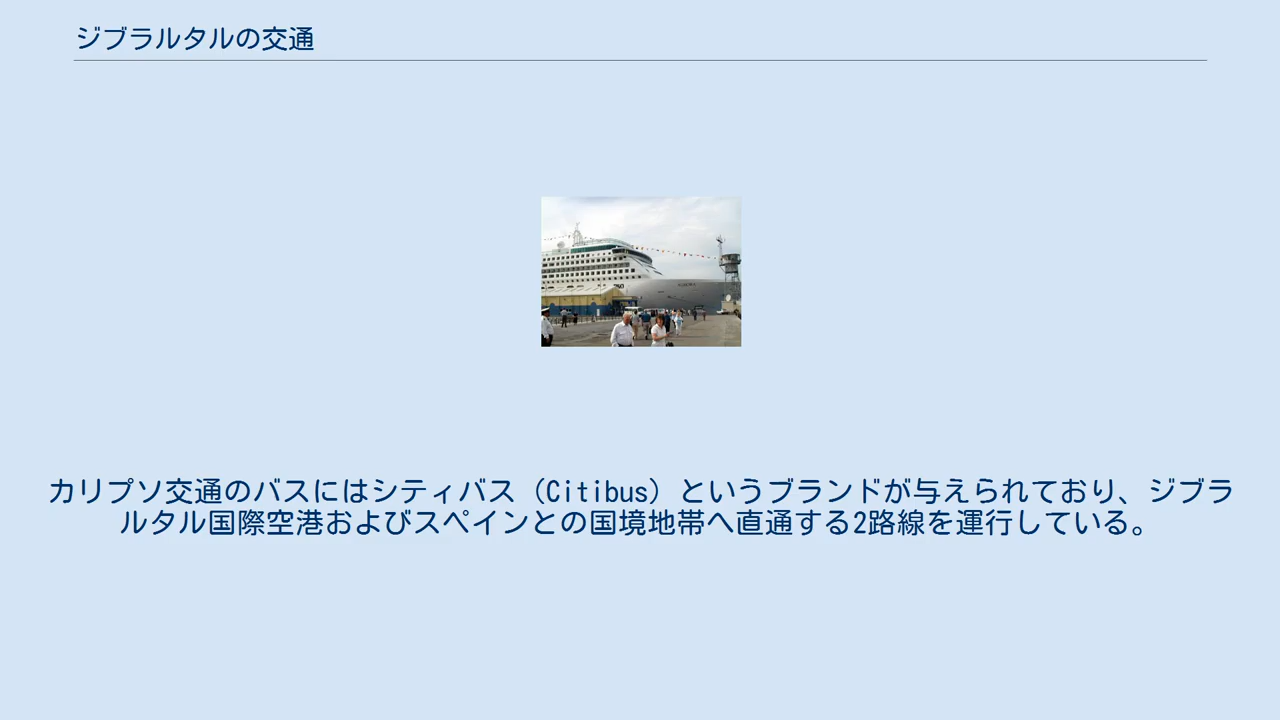 ジブラルタルの交通
カリプソ交通のバスにはシティバス（Citibus）というブランドが与えられており、ジブラ
ルタル国際空港およびスペインとの国境地帯へ直通する2路線を運行している。